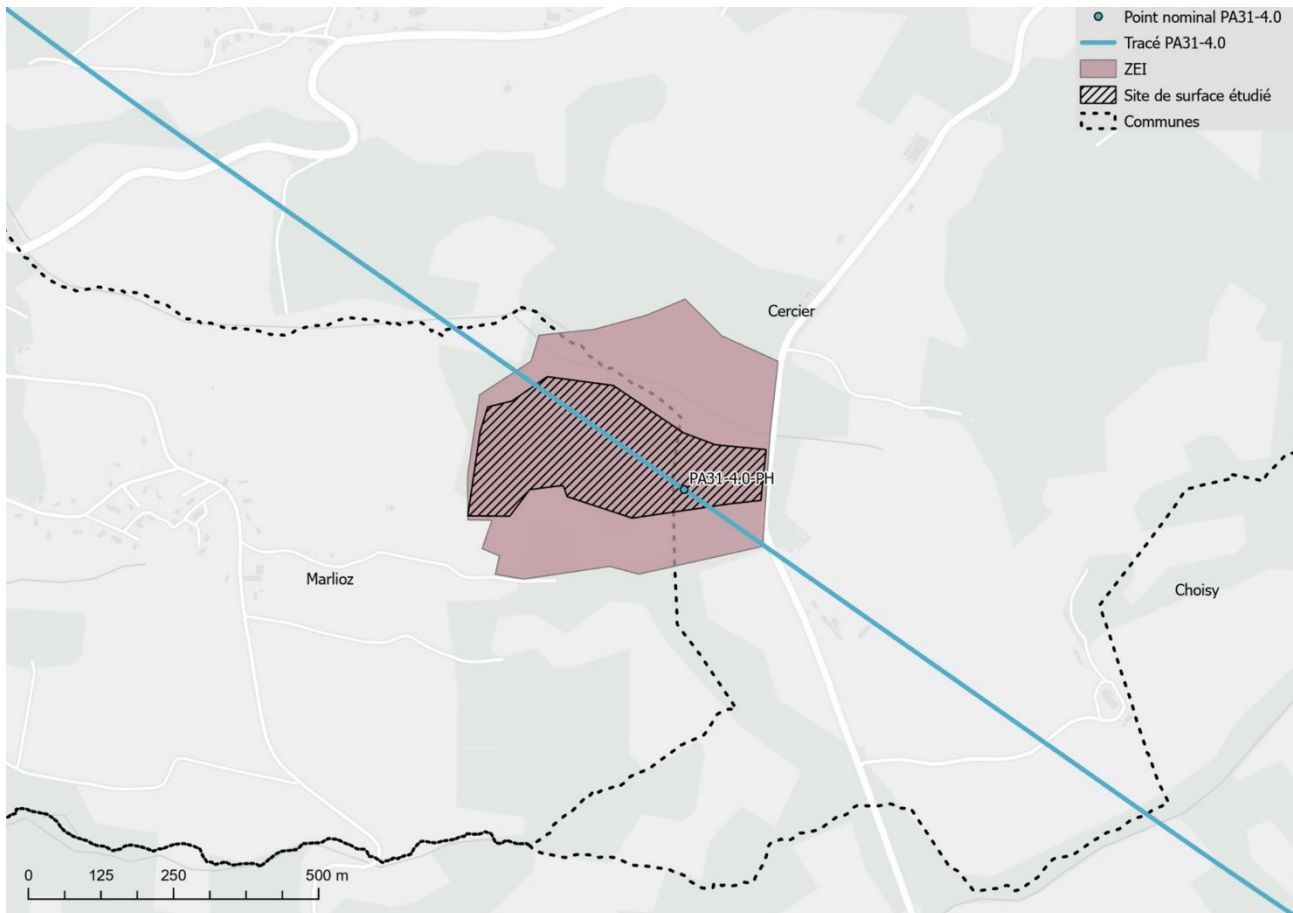 Point nominal PA31-4.0
Tracé PA31-4.0
ZEI
Site de surface étudié
Communes
Cercier
PA31-4.0-PH
Marlioz
Choisy
0 125 250 500 m